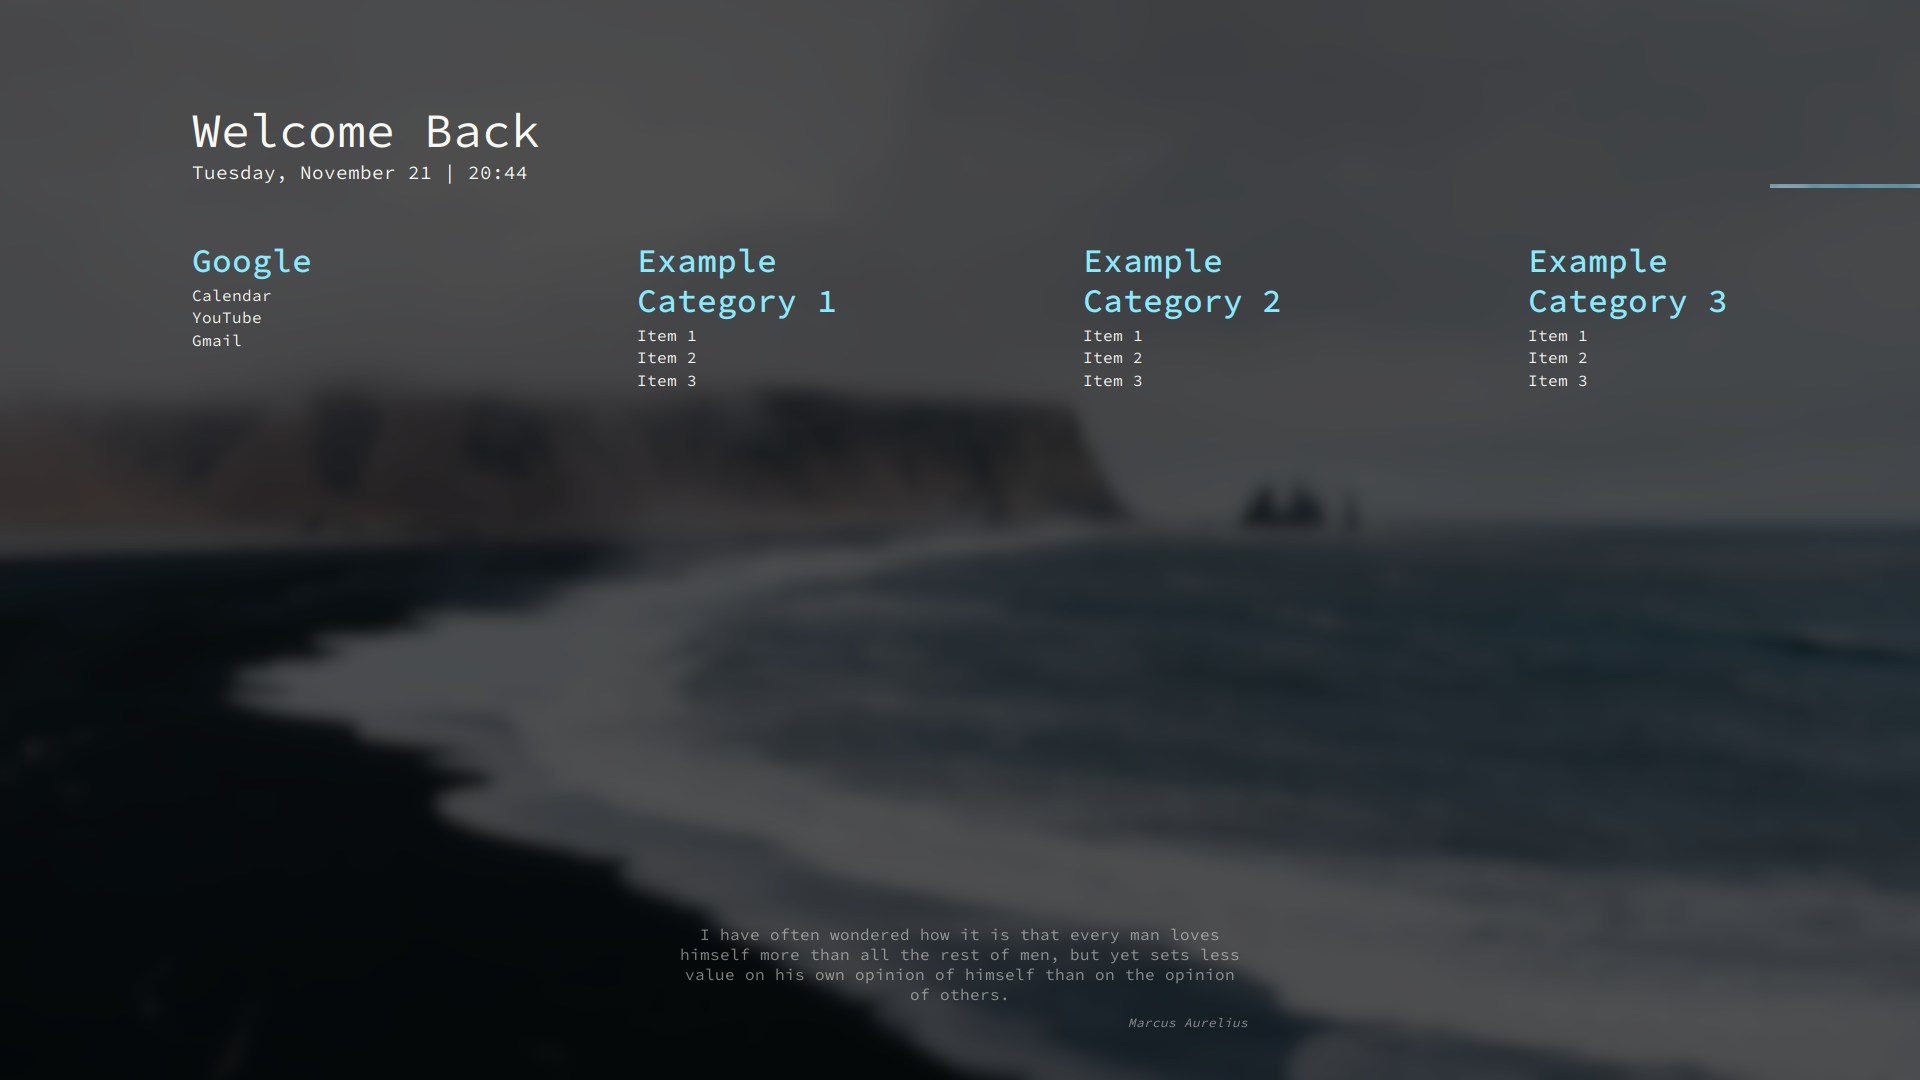 Welcome Back
Tuesday, November 21 | 20:44
Google
Calendar
YouTube
Gmail
Example
Category 1
Item 1
Item 2
Item 3
Example
Category 2
Item 1
Item 2
Item 3
Example
Category 3
Item 1
Item 2
Item 3
I have often wondered how it is that every man loves
himself more than all the rest of men, but yet sets less
value on his own opinion of himself than on the opinion
of others.
Marcus Aurelius